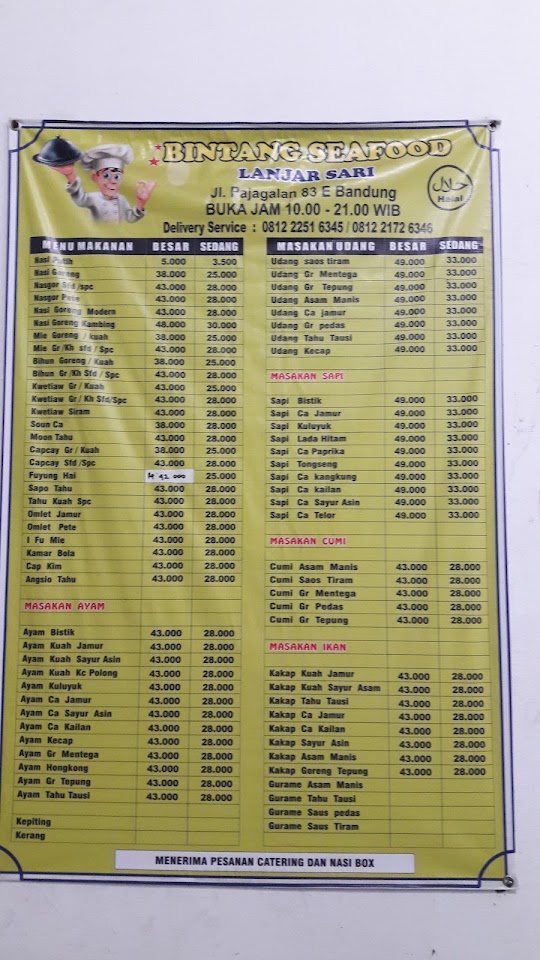 BINTANG SEAFOOD
LANJAR SARI
Jl. Pajagalan 83 E Bandung
BUKA JAM 10.00 - 21.00 WIB
Delivery Service : 0812 2251 6345 / 0812 2172 6346
حلال
Halal
MENU MAKANAN BESAR SEDANG
Nasi Putih 5.000 3.500
Nasi Goreng 38.000 25.000
Nasgor Sfd /spc 43.000 28.000
Nasgor Pete 43.000 28.000
Nasi Goreng Modern 43.000 28.000
Nasi Goreng Kambing 48.000 30.000
Mie Goreng / kuah 38.000 25.000
Mie Gr /Kh sfd / Spc 43.000 28.000
Bihun Goreng / Kuah 38.000 25.000
Bihun Gr /Kh Sfd / Spc 43.000 28.000
Kwetiaw Gr / Kuah 43.000 25.000
Kwetiaw Gr / Kh Sfd/Spc 43.000 28.000
Kwetiaw Siram 43.000 28.000
Soun Ca 38.000 28.000
Moon Tahu 43.000 28.000
Capcay Gr / Kuah 38.000 25.000
Capcay Sfd /Spc 43.000 28.000
Fuyung Hai 42.000 25.000
Sapo Tahu 43.000 28.000
Tahu Kuah Spc 43.000 28.000
Omlet Jamur 43.000 28.000
Omlet Pete 43.000 28.000
I Fu Mie 43.000 28.000
Kamar Bola 43.000 28.000
Cap Kim 43.000 28.000
Angsio Tahu 43.000 28.000
MASAKAN AYAM
Ayam Bistik 43.000 28.000
Ayam Kuah Jamur 43.000 28.000
Ayam Kuah Sayur Asin 43.000 28.000
Ayam Kuah Kc Polong 43.000 28.000
Ayam Kuluyuk 43.000 28.000
Ayam Ca Jamur 43.000 28.000
Ayam Ca Sayur Asin 43.000 28.000
Ayam Ca Kailan 43.000 28.000
Ayam Kecap 43.000 28.000
Ayam Gr Mentega 43.000 28.000
Ayam Hongkong 43.000 28.000
Ayam Gr Tepung 43.000 28.000
Ayam Tahu Tausi 43.000 28.000
Kepiting
Kerang
MASAKAN UDANG BESAR SEDANG
Udang saos tiram 49.000 33.000
Udang Gr Mentega 49.000 33.000
Udang Gr Tepung 49.000 33.000
Udang Asam Manis 49.000 33.000
Udang Ca jamur 49.000 33.000
Udang Gr pedas 49.000 33.000
Udang Tahu Tausi 49.000 33.000
Udang Kecap 49.000 33.000
MASAKAN SAPI
Sapi Bistik 49.000 33.000
Sapi Ca Jamur 49.000 33.000
Sapi Kuluyuk 49.000 33.000
Sapi Lada Hitam 49.000 33.000
Sapi Ca Paprika 49.000 33.000
Sapi Tongseng 49.000 33.000
Sapi Ca kangkung 49.000 33.000
Sapi Ca kailan 49.000 33.000
Sapi Ca Sayur Asin 49.000 33.000
Sapi Ca Telor 49.000 33.000
MASAKAN CUMI
Cumi Asam Manis 43.000 28.000
Cumi Saos Tiram 43.000 28.000
Cumi Gr Mentega 43.000 28.000
Cumi Gr Pedas 43.000 28.000
Cumi Gr Tepung 43.000 28.000
MASAKAN IKAN
Kakap Kuah Jamur 43.000 28.000
Kakap Kuah Sayur Asam 43.000 28.000
Kakap Tahu Tausi 43.000 28.000
Kakap Ca Jamur 43.000 28.000
Kakap Ca Kailan 43.000 28.000
Kakap Sayur Asin 43.000 28.000
Kakap Asam Manis 43.000 28.000
Kakap Goreng Tepung 43.000 28.000
Gurame Asam Manis
Gurame Tahu Tausi
Gurame Saus pedas
Gurame Saus Tiram
MENERIMA PESANAN CATERING DAN NASI BOX